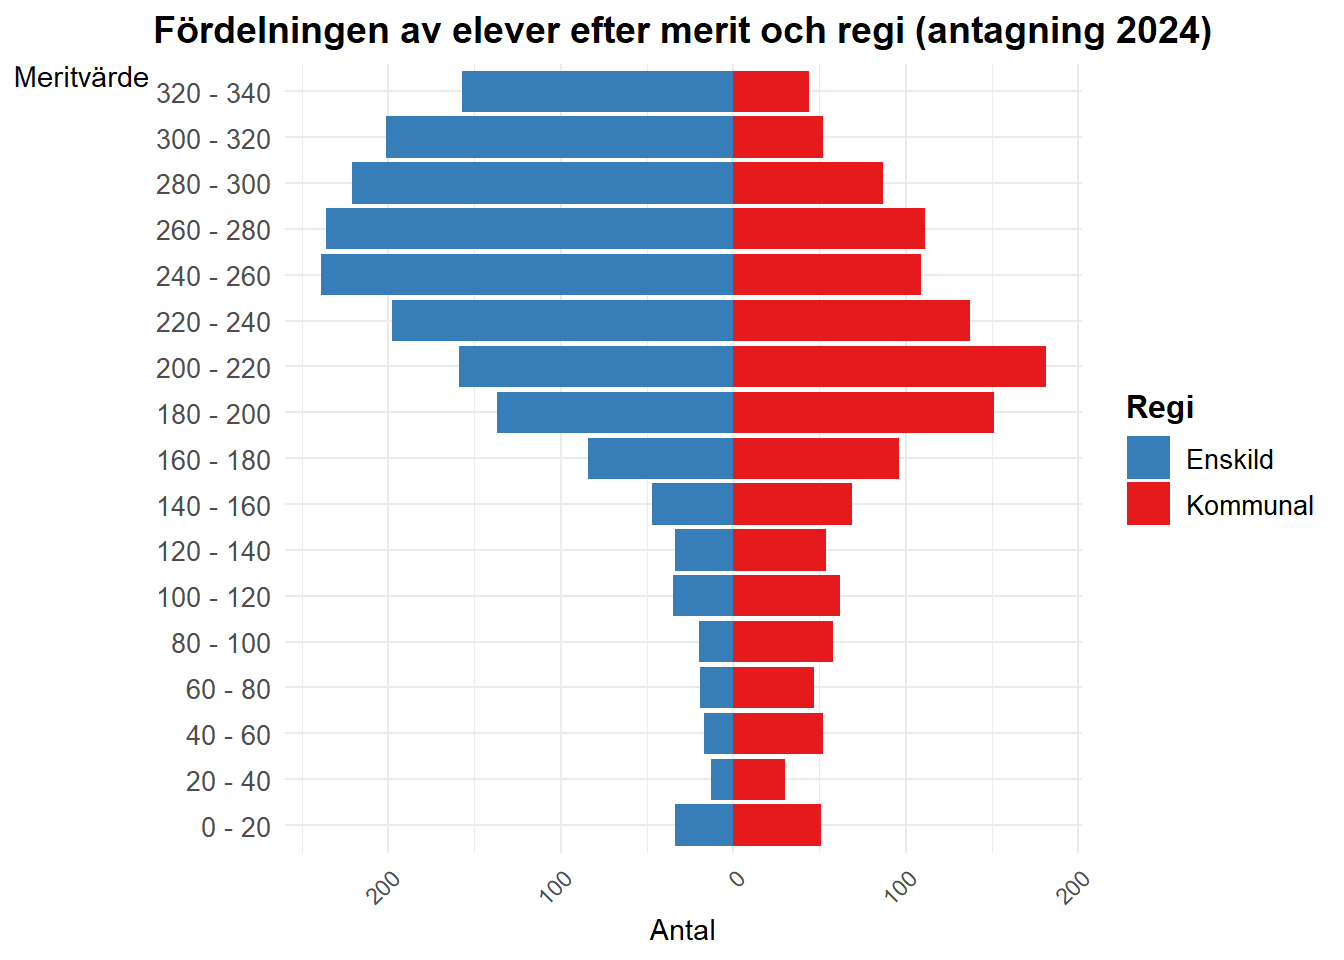 Fördelningen av elever efter merit och regi (antagning 2024)
Meritvärde
320 - 340
300 - 320
280 - 300
260 - 280
240 - 260
220 - 240
200 - 220
180 - 200
160 - 180
140 - 160
120 - 140
100 - 120
80 - 100
60 - 80
40 - 60
20 - 40
0 - 20
200 100 0 100 200
Antal
Regi
Enskild
Kommunal